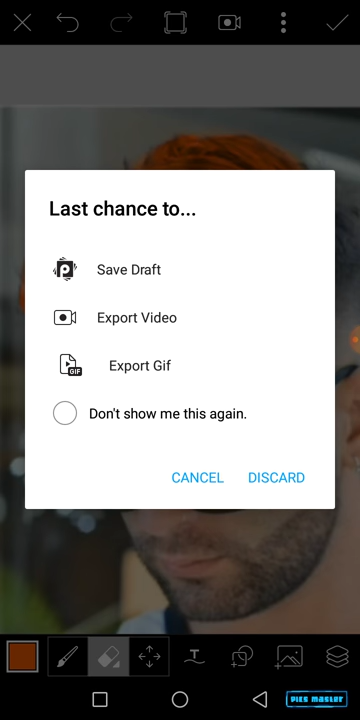 Last chance to...
Save Draft
Export Video
GIF
Export Gif
Don't show me this again.
CANCEL
DISCARD
T
PICS MASTER